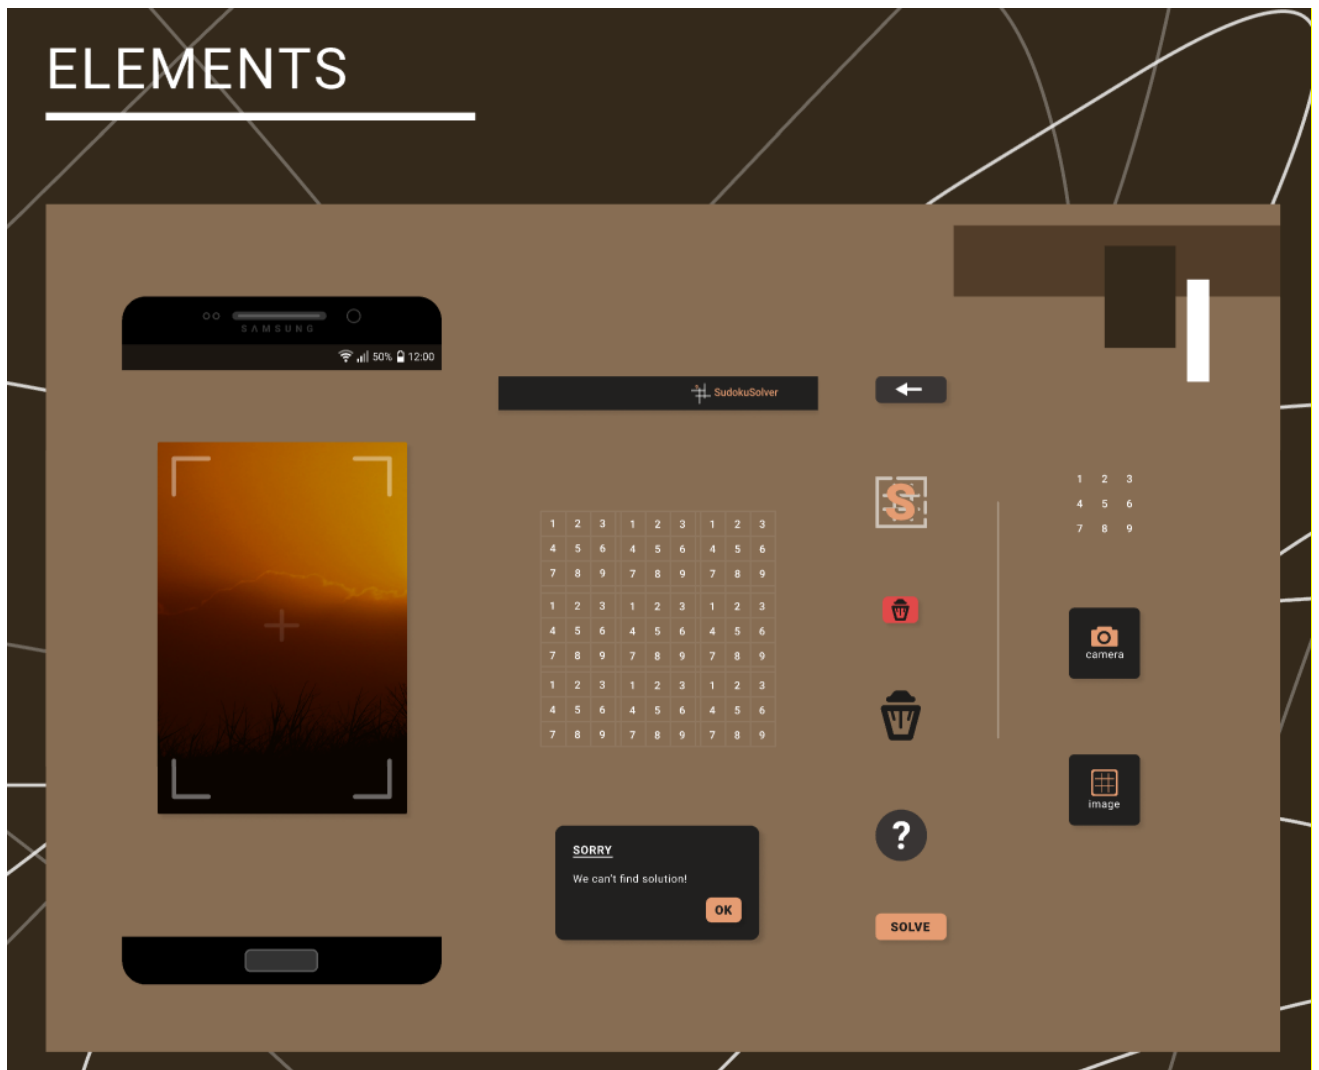 ELEMENTS
SAMSUNG
50% 12:00
SudokuSolver
1 2 3 1 2 3 1 2 3
4 5 6 4 5 6 4 5 6
7 8 9 7 8 9 7 8 9
1 2 3 1 2 3 1 2 3
4 5 6 4 5 6 4 5 6
7 8 9 7 8 9 7 8 9
1 2 3 1 2 3 1 2 3
4 5 6 4 5 6 4 5 6
7 8 9 7 8 9 7 8 9
SORRY
We can't find solution!
OK
S
?
SOLVE
1 2 3
4 5 6
7 8 9
camera
image